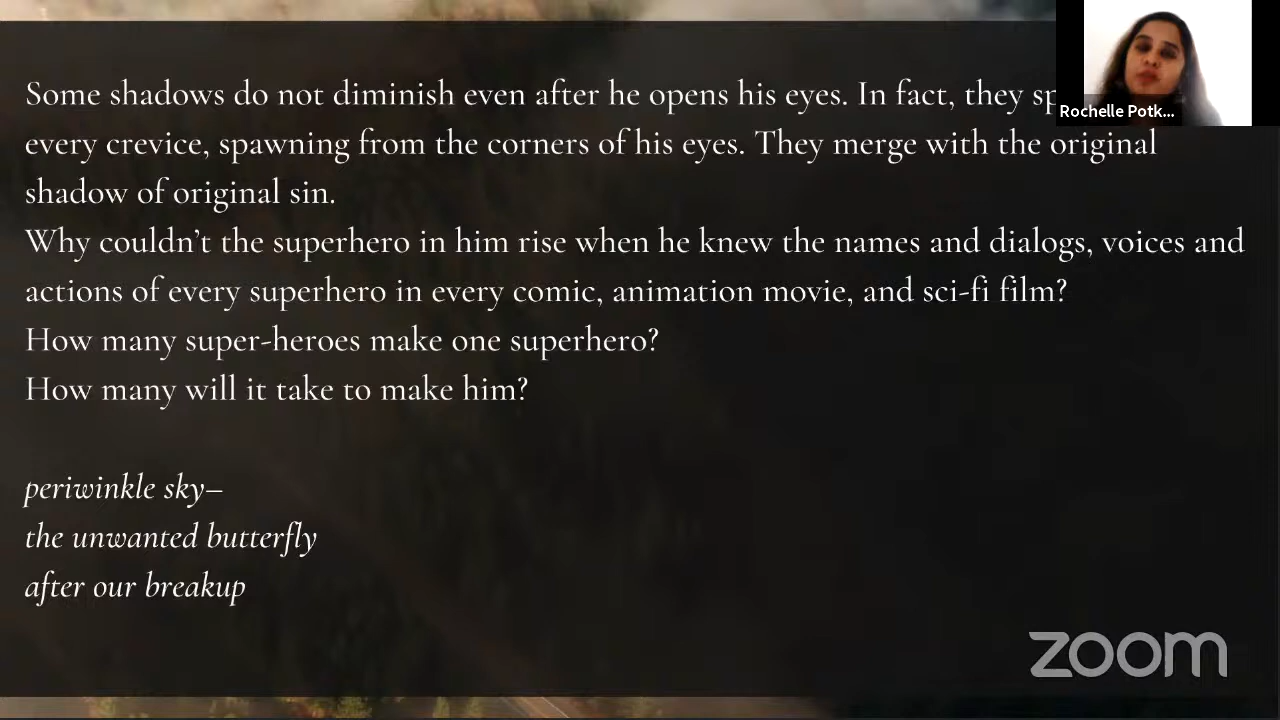 Some shadows do not diminish even after he opens his eyes. In fact, they
Rochelle Potk...
every crevice, spawning from the corners of his eyes. They merge with the original
shadow of original sin.
Why couldn't the superhero in him rise when he knew the names and dialogs, voices and
actions of every superhero in every comic, animation movie, and sci-fi film?
How many super-heroes make one superhero?
How many will it take to make him?
periwinkle sky–
the unwanted butterfly
after our breakup
zoom